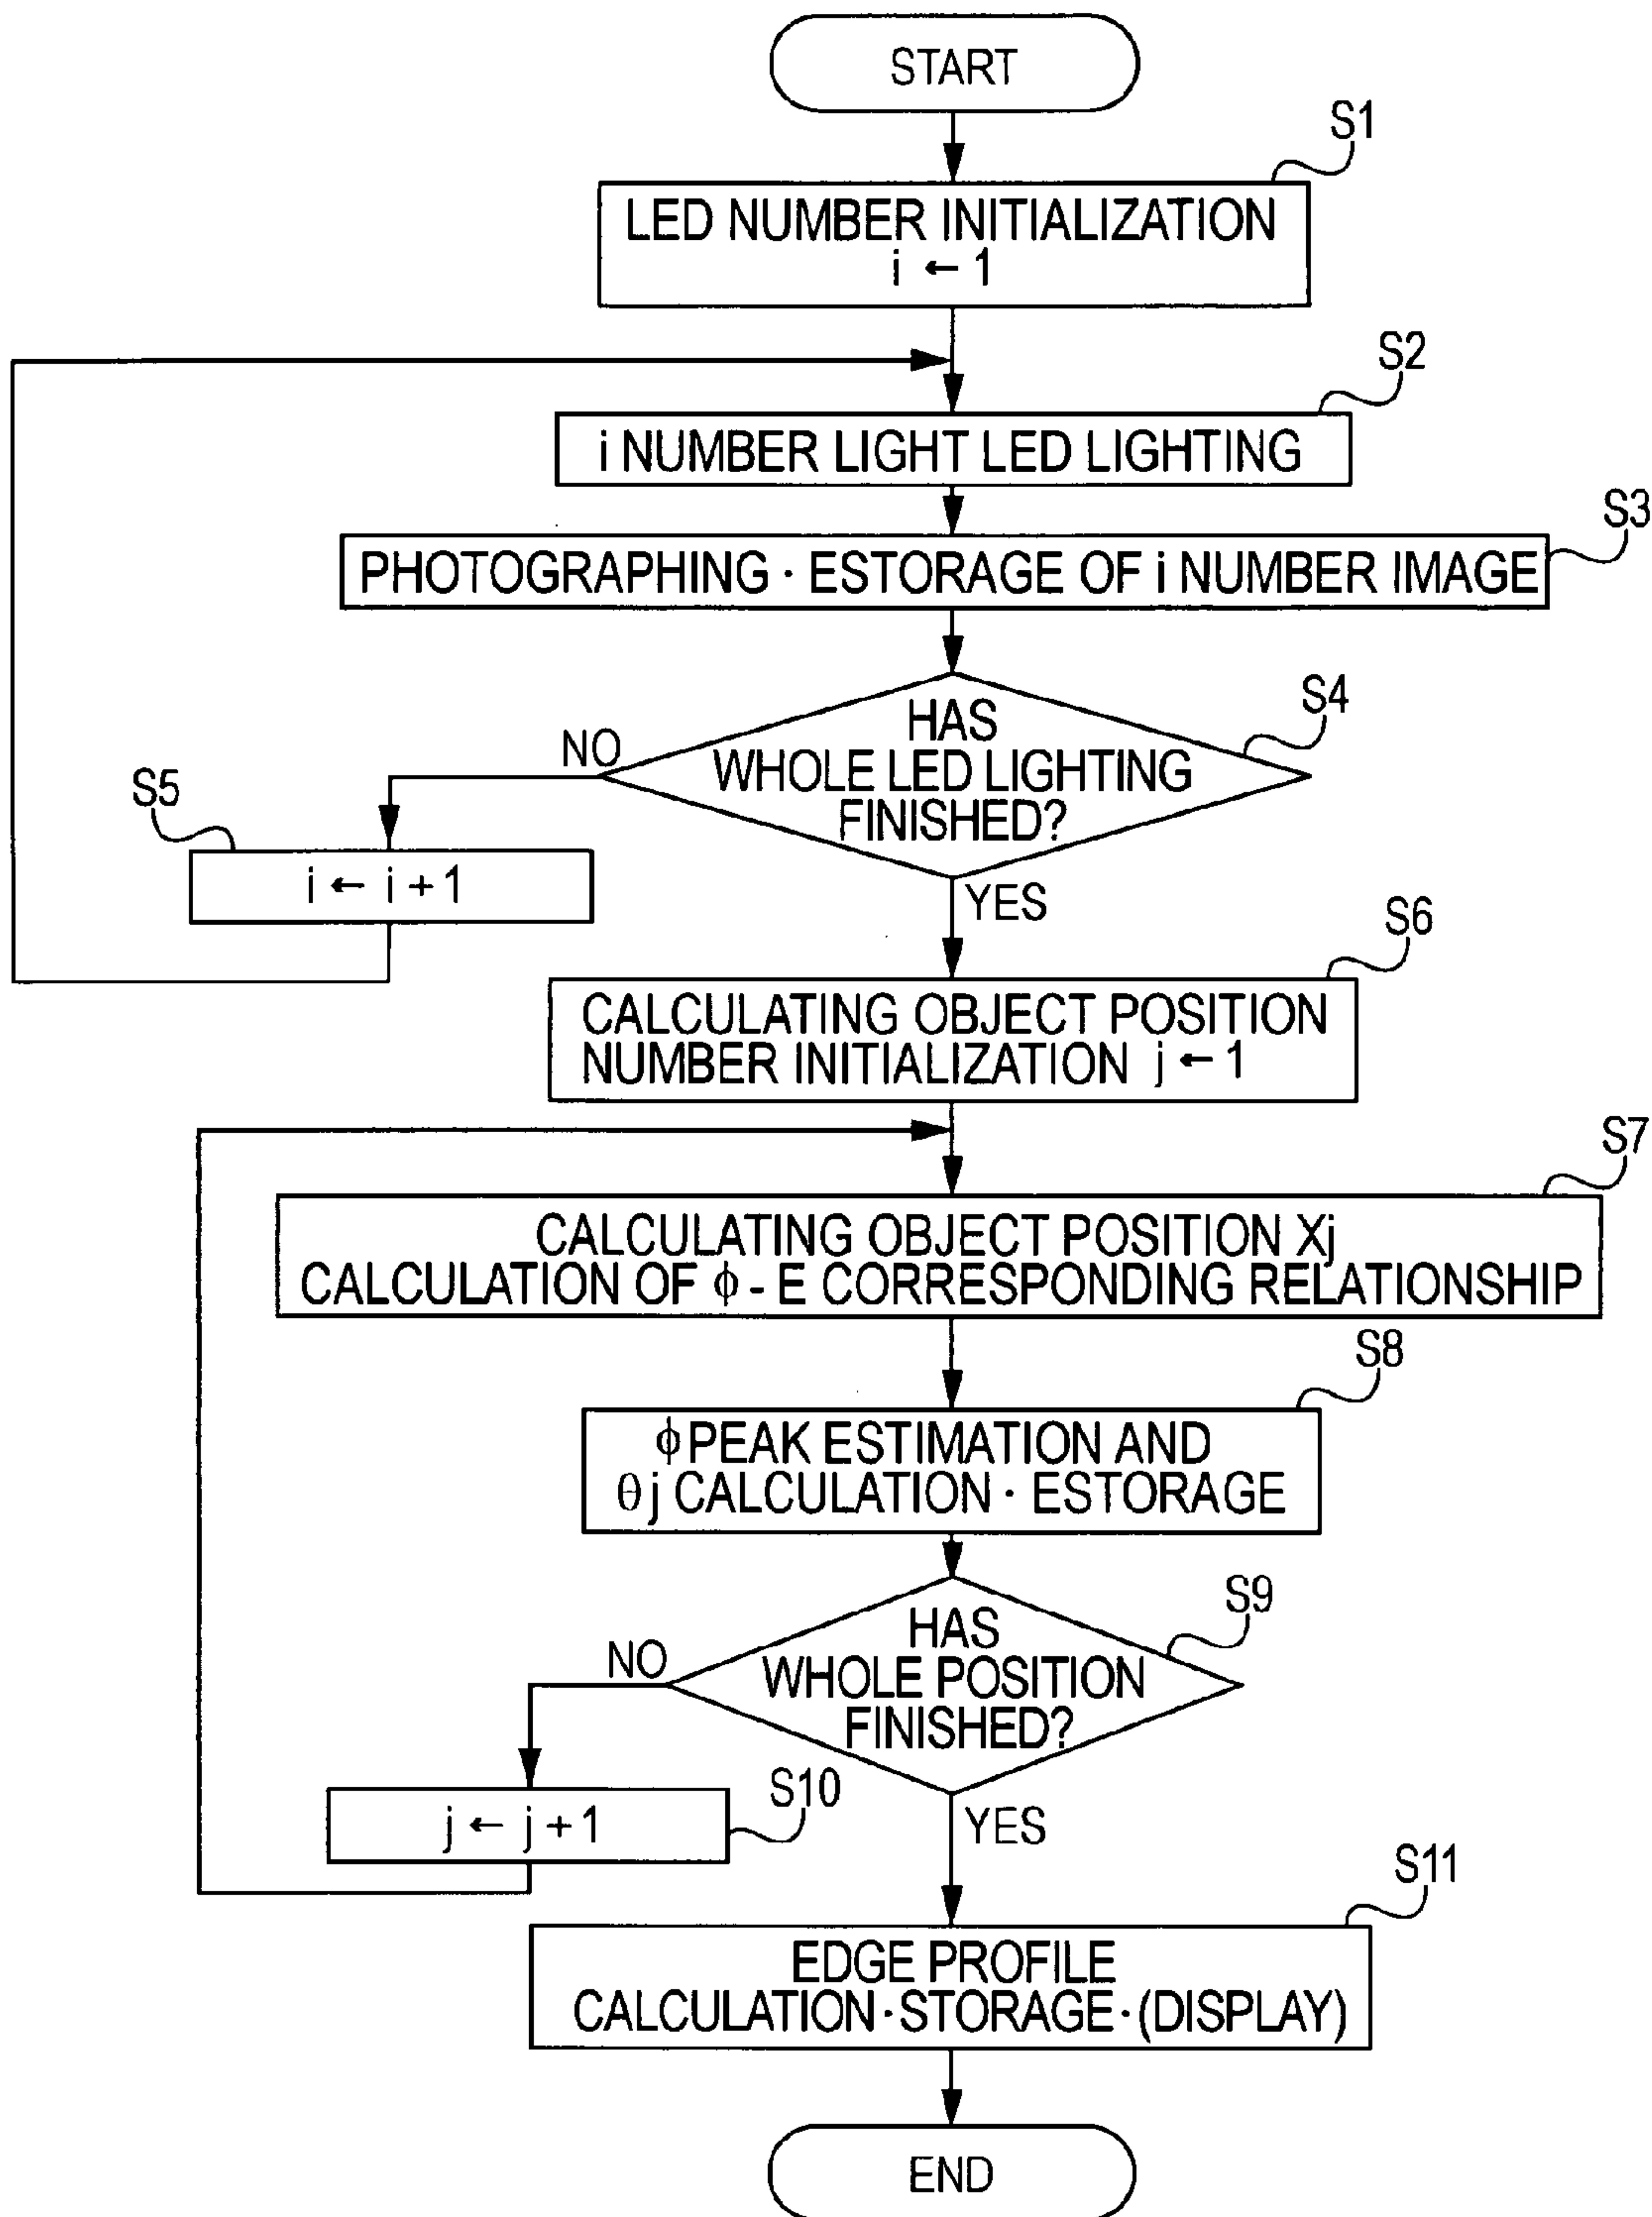 START
S1
LED NUMBER INITIALIZATION
i ← 1
S2
i NUMBER LIGHT LED LIGHTING
S3
PHOTOGRAPHING · ESTORAGE OF i NUMBER IMAGE
S4
HAS
WHOLE LED LIGHTING
FINISHED?
NO
S5
i ← i + 1
YES
S6
CALCULATING OBJECT POSITION
NUMBER INITIALIZATION j ← 1
S7
CALCULATING OBJECT POSITION Xj
CALCULATION OF ϕ - E CORRESPONDING RELATIONSHIP
S8
ϕ PEAK ESTIMATION AND
θ j CALCULATION · ESTORAGE
S9
HAS
WHOLE POSITION
FINISHED?
NO
S10
j ← j + 1
YES
S11
EDGE PROFILE
CALCULATION · STORAGE · (DISPLAY)
END